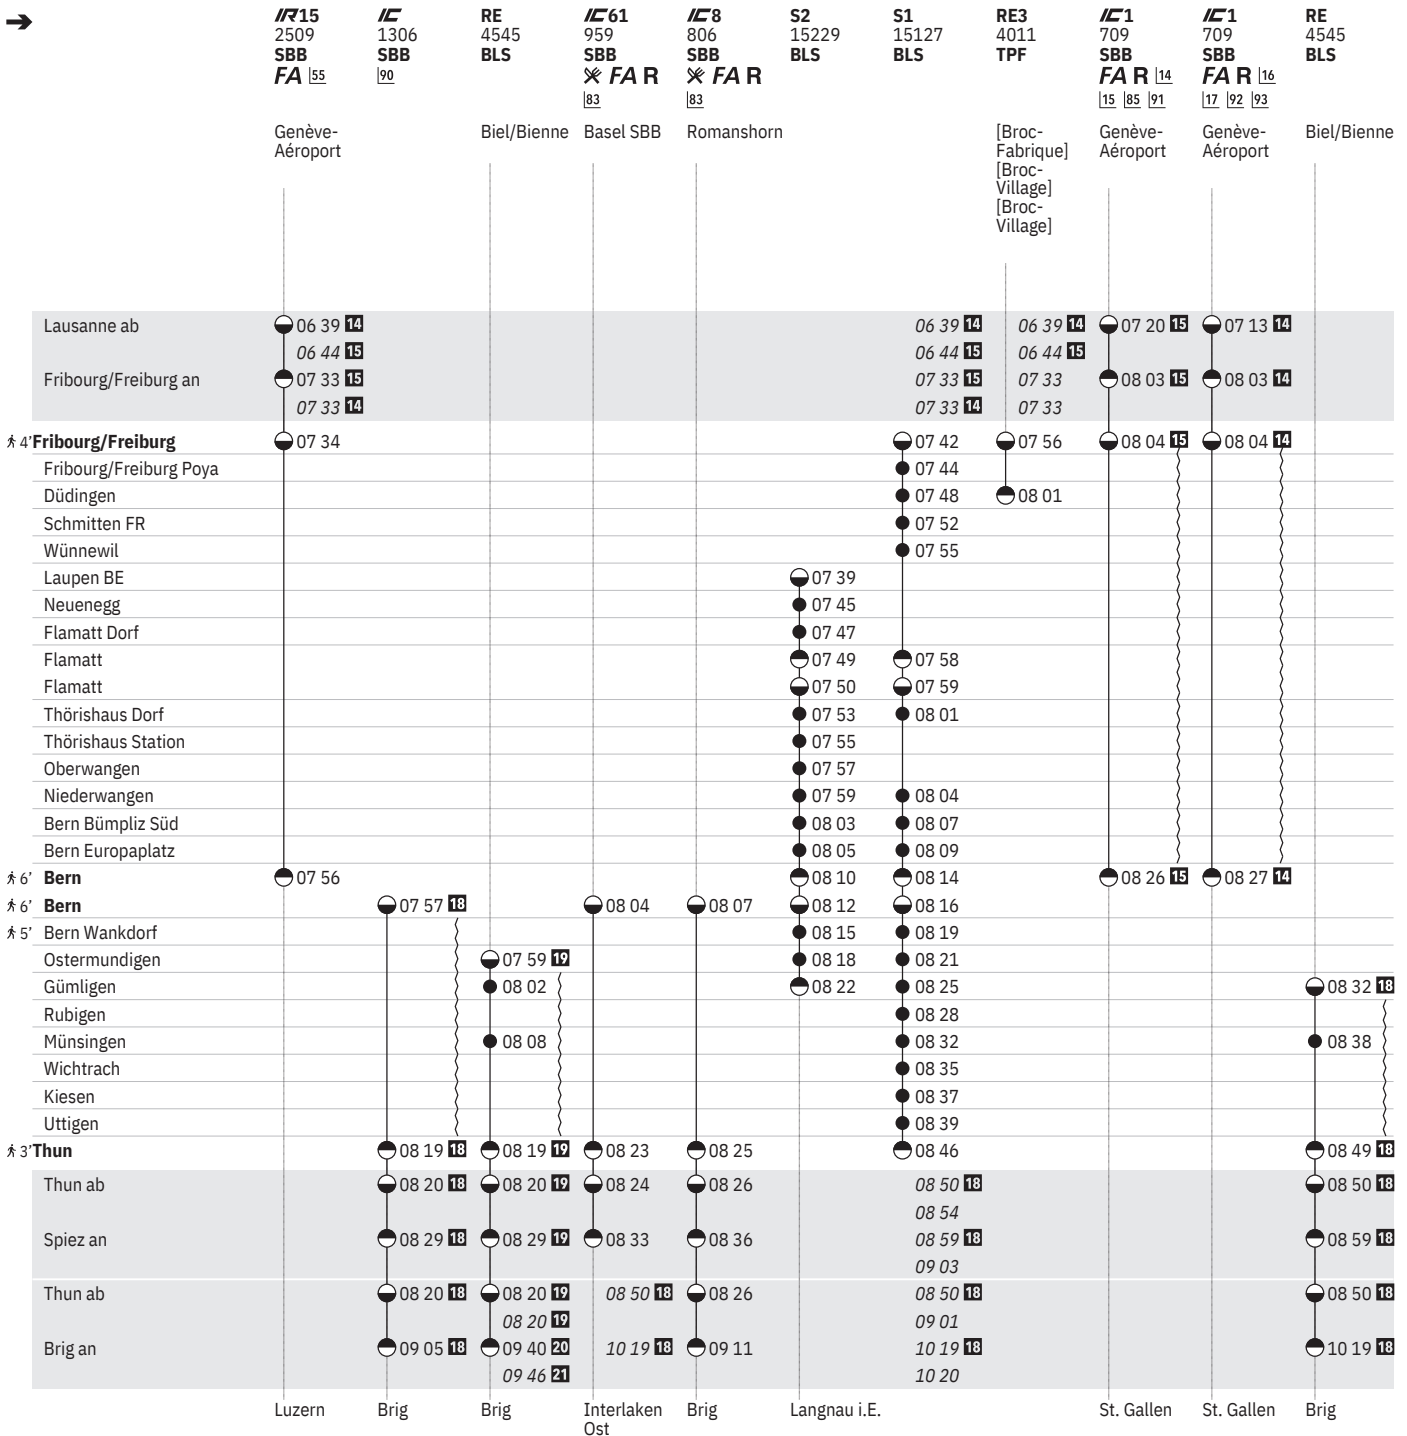 ➔ IR15 IC RE IC61 IC8 S2 S1 RE3 IC1 IC1 RE
2509 1306 4545 959 806 15229 15127 4011 709 709 4545
SBB SBB BLS SBB SBB BLS BLS TPF SBB SBB BLS
FA 55 90 FA R FA R FA R 14 FA R 16
83 83 15 85 91 17 92 93
Genève- Biel/Bienne Basel SBB Romanshorn [Broc- Genève- Genève- Biel/Bienne
Aéroport Fabrique] Aéroport Aéroport
[Broc-
Village]
[Broc-
Village]
Lausanne ab 06 39 14 06 39 14 06 39 14 07 20 15 07 13 14
06 44 15 06 44 15 06 44 15
Fribourg/Freiburg an 07 33 15 07 33 15 07 33 08 03 15 08 03 14
07 33 14 07 33 14 07 33
4' Fribourg/Freiburg 07 34 07 42 07 56 08 04 15 08 04 14
Fribourg/Freiburg Poya 07 44
Düdingen 07 48 08 01
Schmitten FR 07 52
Wünnewil 07 55
Laupen BE 07 39
Neuenegg 07 45
Flamatt Dorf 07 47
Flamatt 07 49 07 58
Flamatt 07 50 07 59
Thörishaus Dorf 07 53 08 01
Thörishaus Station 07 55
Oberwangen 07 57
Niederwangen 07 59 08 04
Bern Bümpliz Süd 08 03 08 07
Bern Europaplatz 08 05 08 09
6' Bern 07 56 08 10 08 14 08 26 15 08 27 14
6' Bern 07 57 18 08 04 08 07 08 12 08 16
5' Bern Wankdorf 08 15 08 19
Ostermundigen 07 59 19 08 18 08 21
Gümligen 08 02 08 22 08 25 08 32 18
Rubigen 08 28
Münsingen 08 08 08 32 08 38
Wichtrach 08 35
Kiesen 08 37
Uttigen 08 39
3' Thun 08 19 18 08 19 19 08 23 08 25 08 46 08 49 18
Thun ab 08 20 18 08 20 19 08 24 08 26 08 50 18 08 50 18
08 54
Spiez an 08 29 18 08 29 19 08 33 08 36 08 59 18 08 59 18
09 03
Thun ab 08 20 18 08 20 19 08 50 18 08 26 08 50 18 08 50 18
08 20 19 09 01
Brig an 09 05 18 09 40 20 10 19 18 09 11 10 19 18 10 19 18
09 46 21 10 20
Luzern Brig Brig Interlaken Brig Langnau i.E. St. Gallen St. Gallen Brig
Ost